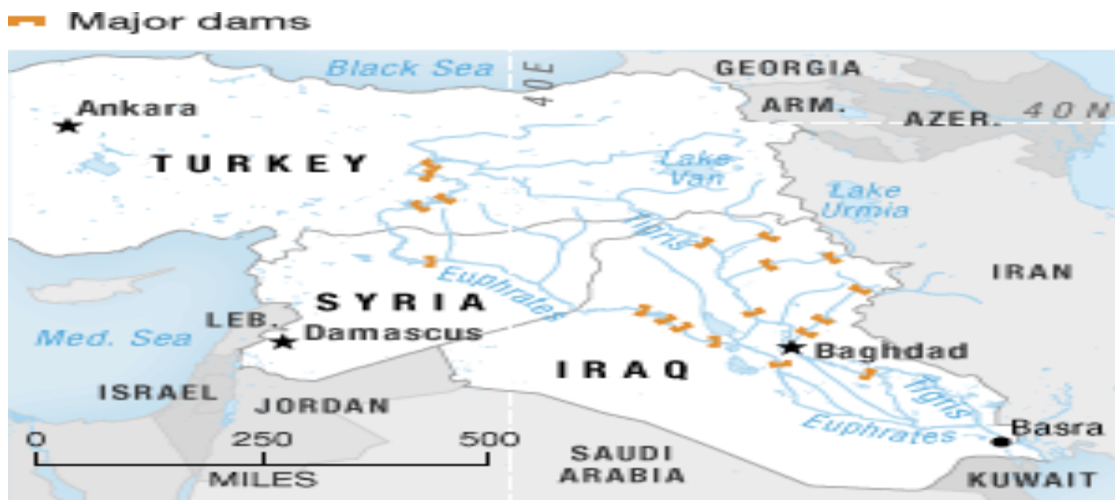 Major dams
Black Sea
40E
GEORGIA
ARM.
AZER.
40N
Ankara
TURKEY
Lake
Van
Lake
Urmia
Tigris
IRAN
Euphrates
SYRIA
LEB.
Damascus
Med. Sea
Baghdad
IRAQ
ISRAEL
JORDAN
Tigris
Euphrates
Basra
0 250 500
MILES
SAUDI
ARABIA
KUWAIT